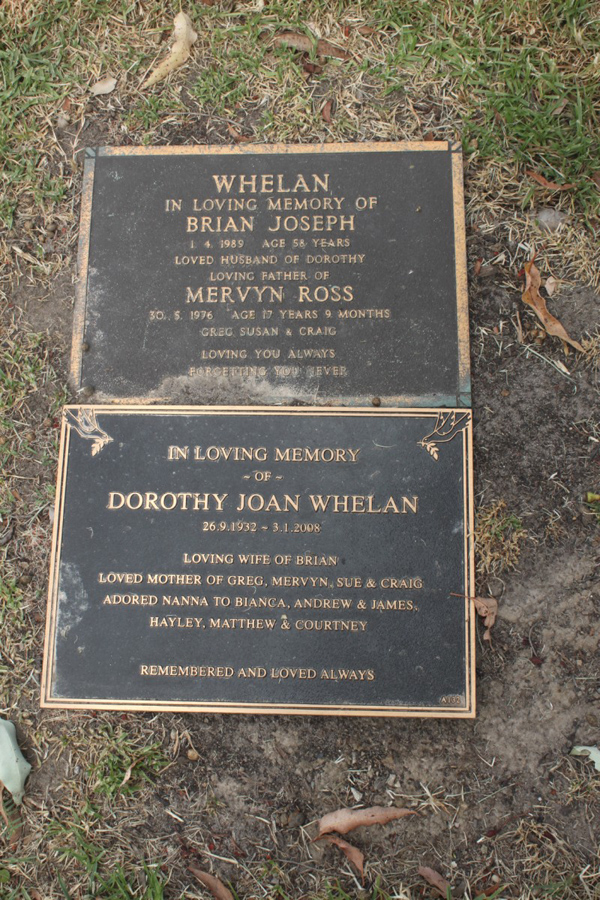 WHELAN
IN LOVING MEMORY OF
BRIAN JOSEPH
1. 4. 1989 AGE 58 YEARS
LOVED HUSBAND OF DOROTHY
LOVING FATHER OF
MERVYN ROSS
30. 5. 1976 AGE 17 YEARS 9 MONTHS
GREG, SUSAN & CRAIG
LOVING YOU ALWAYS
FORGETTING YOU NEVER
IN LOVING MEMORY
~ OF ~
DOROTHY JOAN WHELAN
26.9.1932 ~ 3.1.2008
LOVING WIFE OF BRIAN
LOVED MOTHER OF GREG, MERVYN, SUE & CRAIG
ADORED NANNA TO BIANCA, ANDREW & JAMES,
HAYLEY, MATTHEW & COURTNEY
REMEMBERED AND LOVED ALWAYS